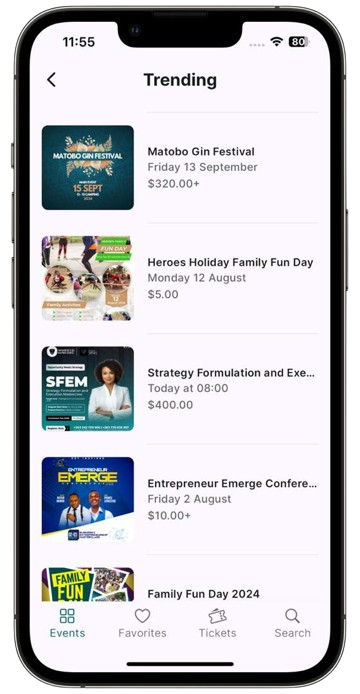 11:55
80
Trending
MATOBO GIN FESTIVAL
15 SEPT
Matobo Gin Festival
Friday 13 September
$320.00+
FUN DAY
Family Activities
12
Heroes Holiday Family Fun Day
Monday 12 August
$5.00
SFEM
Strategy Formulation and Exe...
Today at 08:00
$400.00
ENTREPRENEUR
EMERGE
Entrepreneur Emerge Confere...
Friday 2 August
$10.00+
FAMILY
FUN
Family Fun Day 2024
Events
Favorites
Tickets
Search